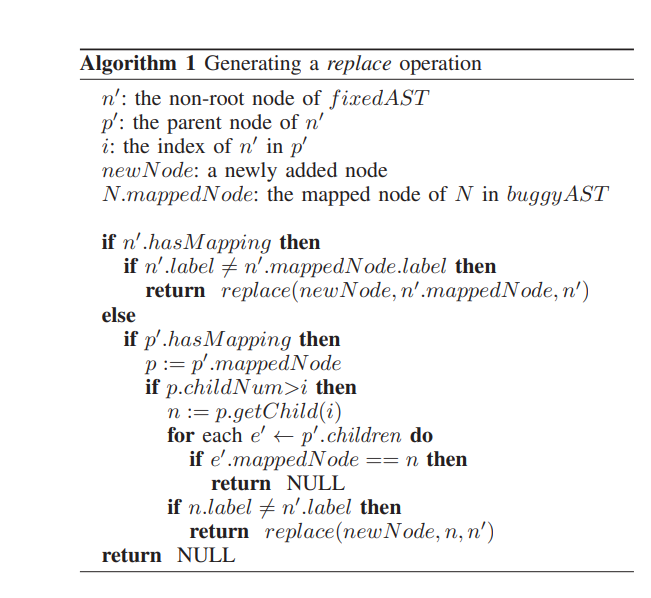 Algorithm 1 Generating a replace operation
n′: the non-root node of fixedAST
p′: the parent node of n′
i: the index of n′ in p′
newNode: a newly added node
N.mappedNode: the mapped node of N in buggyAST
if n′.hasMapping then
if n′.label ≠ n′.mappedNode.label then
return replace(newNode, n′.mappedNode, n′)
else
if p′.hasMapping then
p := p′.mappedNode
if p.childNum>i then
n := p.getChild(i)
for each e′ ← p′.children do
if e′.mappedNode == n then
return NULL
if n.label ≠ n′.label then
return replace(newNode, n, n′)
return NULL